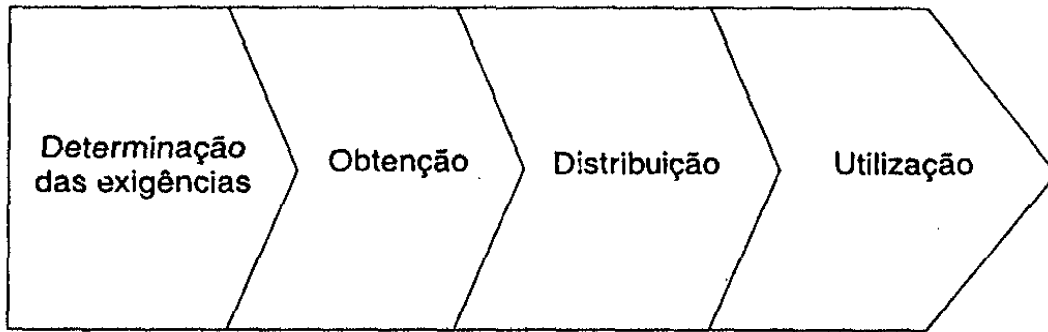 Determinação
das exigências
Obtenção
Distribuição
Utilização